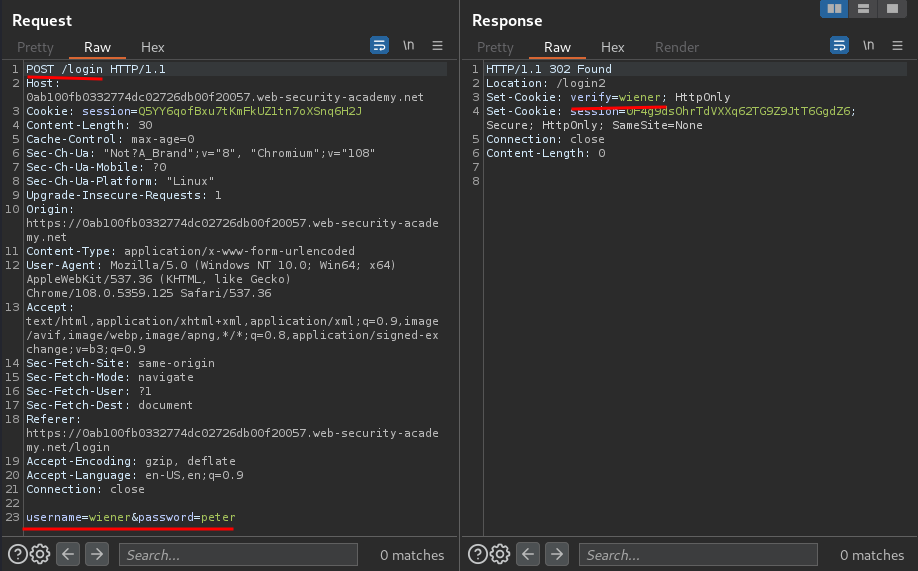 Request
Pretty Raw Hex \n
1 POST /login HTTP/1.1
2 Host:
0ab100fb0332774dc02726db00f20057.web-security-academy.net
3 Cookie: session=Q5YY6qofBxu7tKmFkUZ1tn7oXSnq6H2J
4 Content-Length: 30
5 Cache-Control: max-age=0
6 Sec-Ch-Ua: "Not?A_Brand";v="8", "Chromium";v="108"
7 Sec-Ch-Ua-Mobile: ?0
8 Sec-Ch-Ua-Platform: "Linux"
9 Upgrade-Insecure-Requests: 1
10 Origin:
https://0ab100fb0332774dc02726db00f20057.web-security-acade
my.net
11 Content-Type: application/x-www-form-urlencoded
12 User-Agent: Mozilla/5.0 (Windows NT 10.0; Win64; x64)
AppleWebKit/537.36 (KHTML, like Gecko)
Chrome/108.0.5359.125 Safari/537.36
13 Accept:
text/html,application/xhtml+xml,application/xml;q=0.9,image
/avif,image/webp,image/apng,*/*;q=0.8,application/signed-ex
change;v=b3;q=0.9
14 Sec-Fetch-Site: same-origin
15 Sec-Fetch-Mode: navigate
16 Sec-Fetch-User: ?1
17 Sec-Fetch-Dest: document
18 Referer:
https://0ab100fb0332774dc02726db00f20057.web-security-acade
my.net/login
19 Accept-Encoding: gzip, deflate
20 Accept-Language: en-US,en;q=0.9
21 Connection: close
22
23 username=wiener&password=peter
Search... 0 matches
Response
Pretty Raw Hex Render \n
1 HTTP/1.1 302 Found
2 Location: /login2
3 Set-Cookie: verify=wiener; HttpOnly
4 Set-Cookie: session=UF4g9dsOhrTdVXXq62TG9Z9JtT6GgdZ6;
Secure; HttpOnly; SameSite=None
5 Connection: close
6 Content-Length: 0
7
8
Search... 0 matches